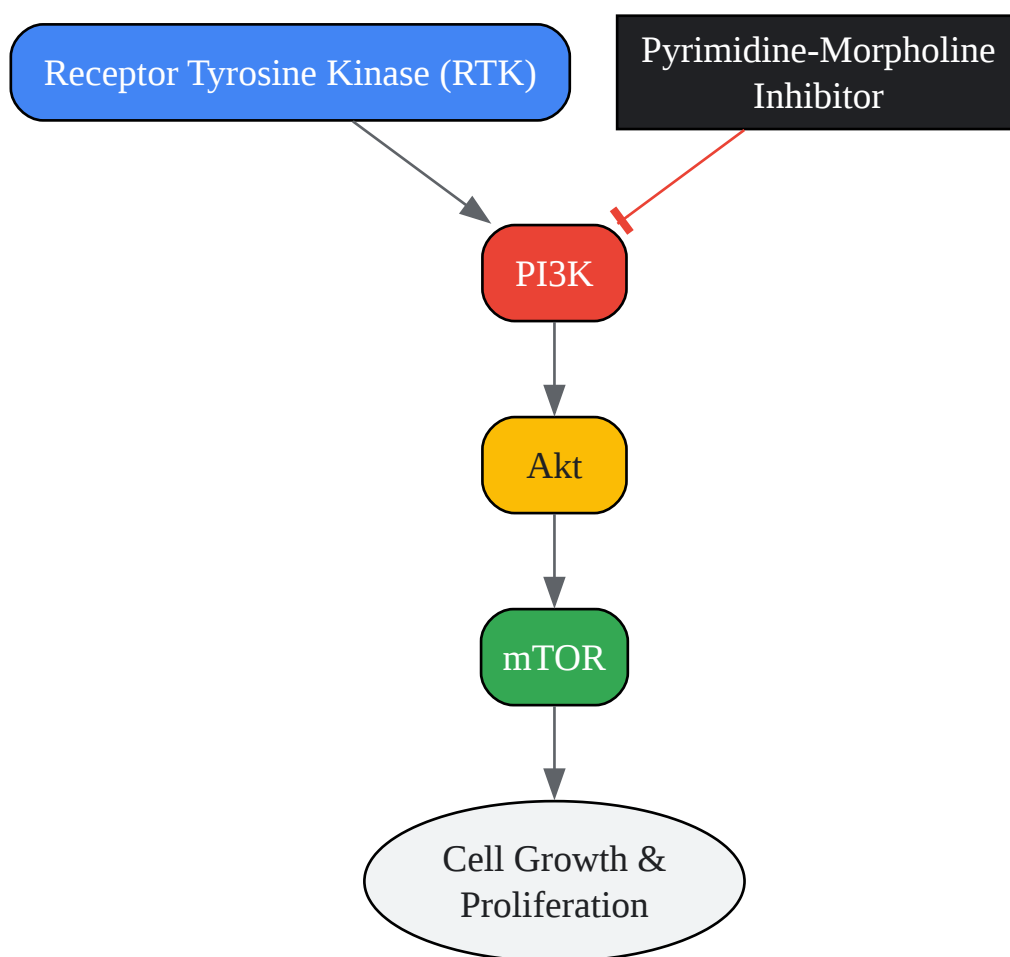 Receptor Tyrosine Kinase (RTK)
Pyrimidine-Morpholine
Inhibitor
PI3K
Akt
mTOR
Cell Growth &
Proliferation